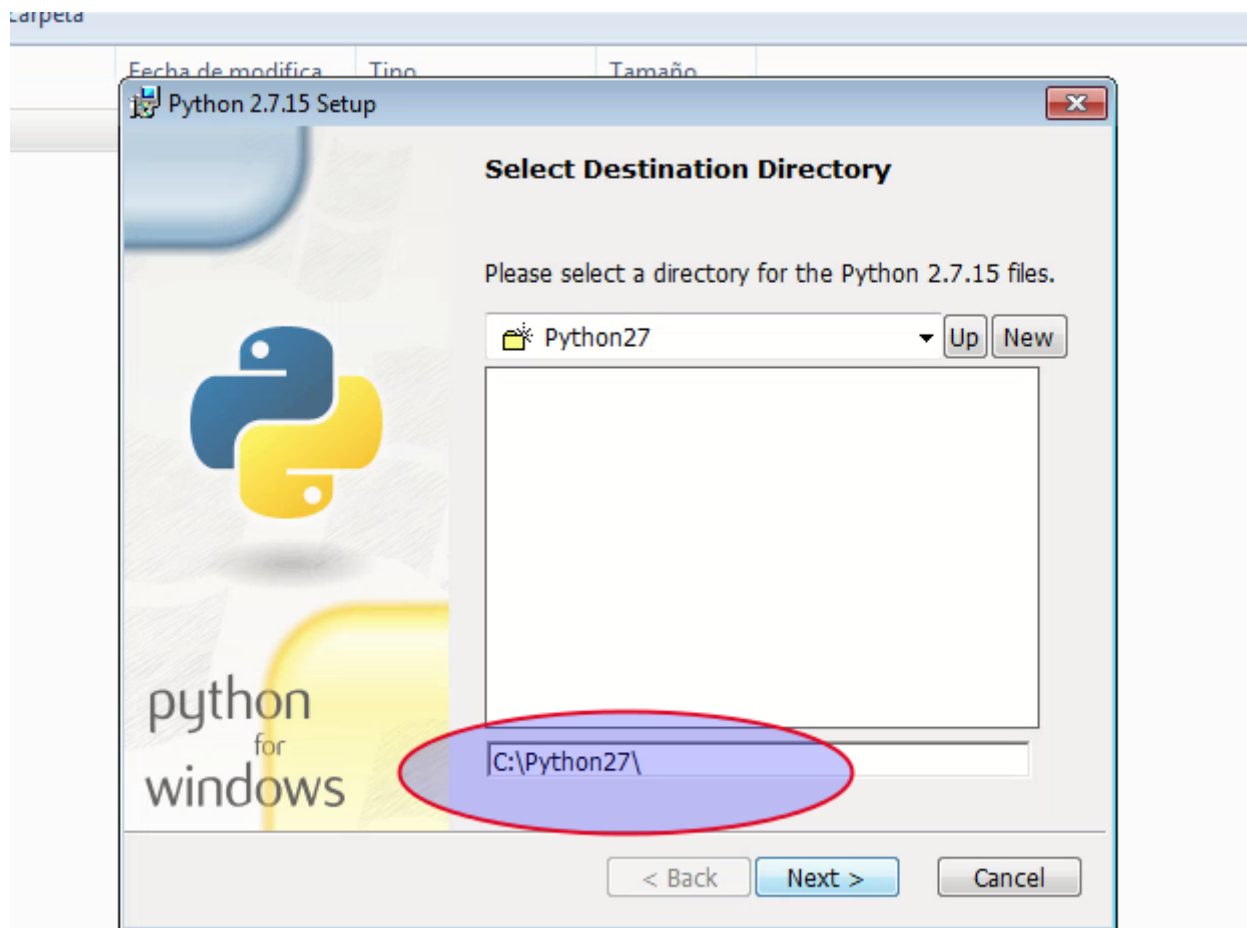 carpeta
Fecha de modifica... Tipo Tamaño
Python 2.7.15 Setup
Select Destination Directory
Please select a directory for the Python 2.7.15 files.
Python27 Up New
C:\Python27\
python
for
windows
< Back Next > Cancel